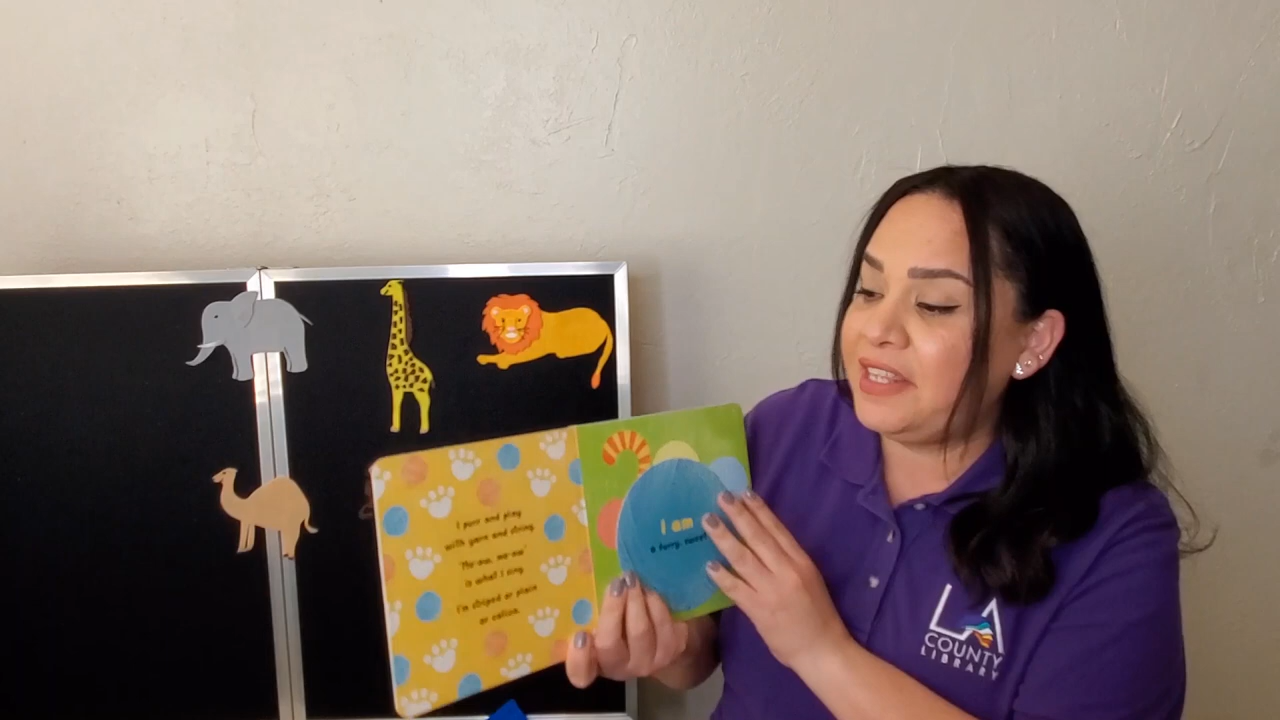 I purr and play
with yarn and string.
"Me-ow, me-ow"
is what I sing.
I'm striped or plain
or calico.
I am
a furry, sweet
LA
COUNTY
LIBRARY